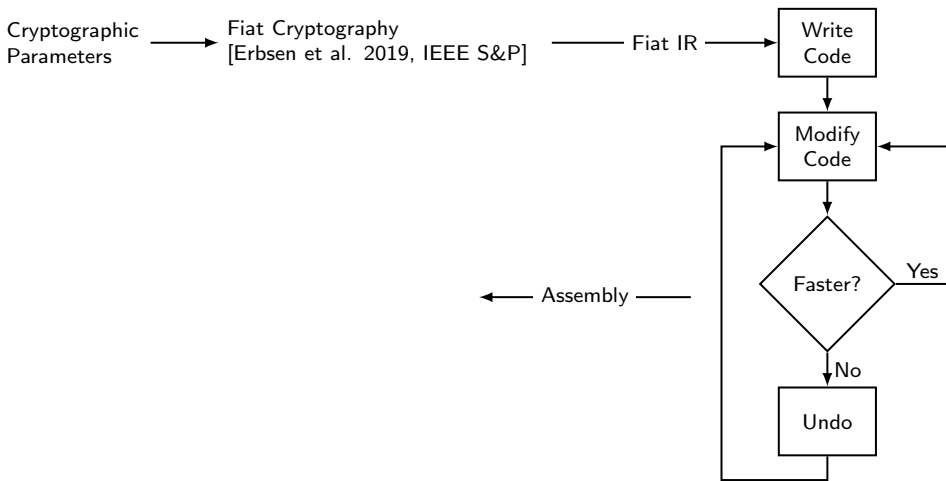 Cryptographic
Parameters
Fiat Cryptography
[Erbsen et al. 2019, IEEE S&P]
Fiat IR
Write
Code
Modify
Code
Faster?
Yes
Assembly
No
Undo